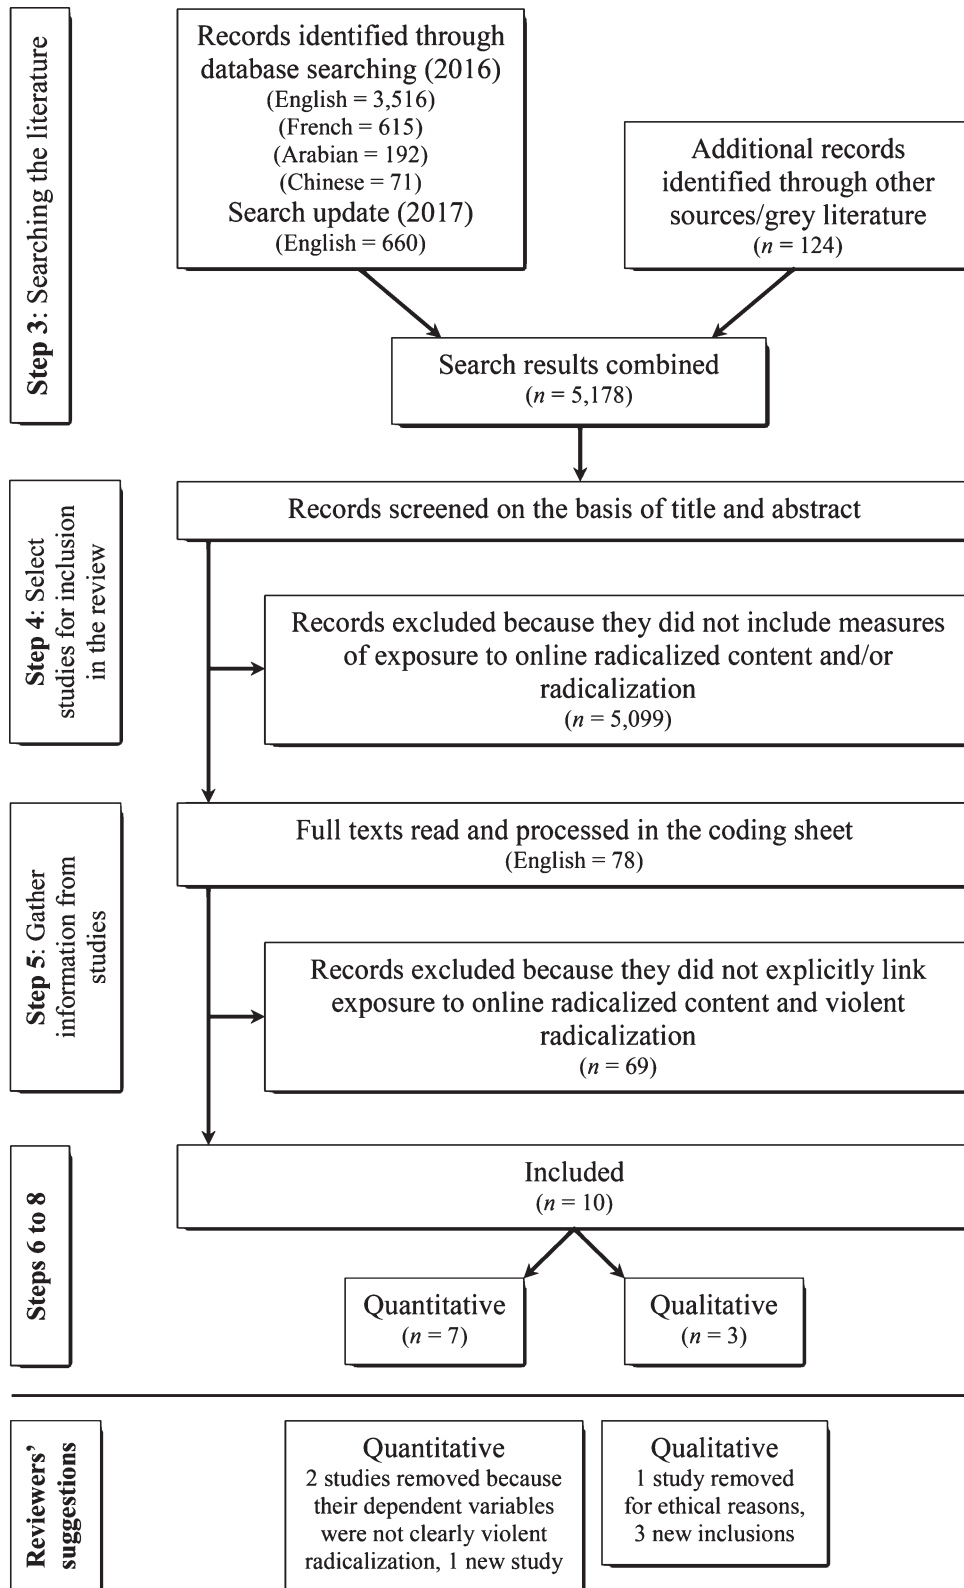 Step 3: Searching the literature
Records identified through
database searching (2016)
(English = 3,516)
(French = 615)
(Arabian = 192)
(Chinese = 71)
Search update (2017)
(English = 660)
Additional records
identified through other
sources/grey literature
(n = 124)
Search results combined
(n = 5,178)
Step 4: Select
studies for inclusion
in the review
Records screened on the basis of title and abstract
Records excluded because they did not include measures
of exposure to online radicalized content and/or
radicalization
(n = 5,099)
Step 5: Gather
information from
studies
Full texts read and processed in the coding sheet
(English = 78)
Records excluded because they did not explicitly link
exposure to online radicalized content and violent
radicalization
(n = 69)
Steps 6 to 8
Included
(n = 10)
Quantitative
(n = 7)
Qualitative
(n = 3)
Reviewers'
suggestions
Quantitative
2 studies removed because
their dependent variables
were not clearly violent
radicalization, 1 new study
Qualitative
1 study removed
for ethical reasons,
3 new inclusions